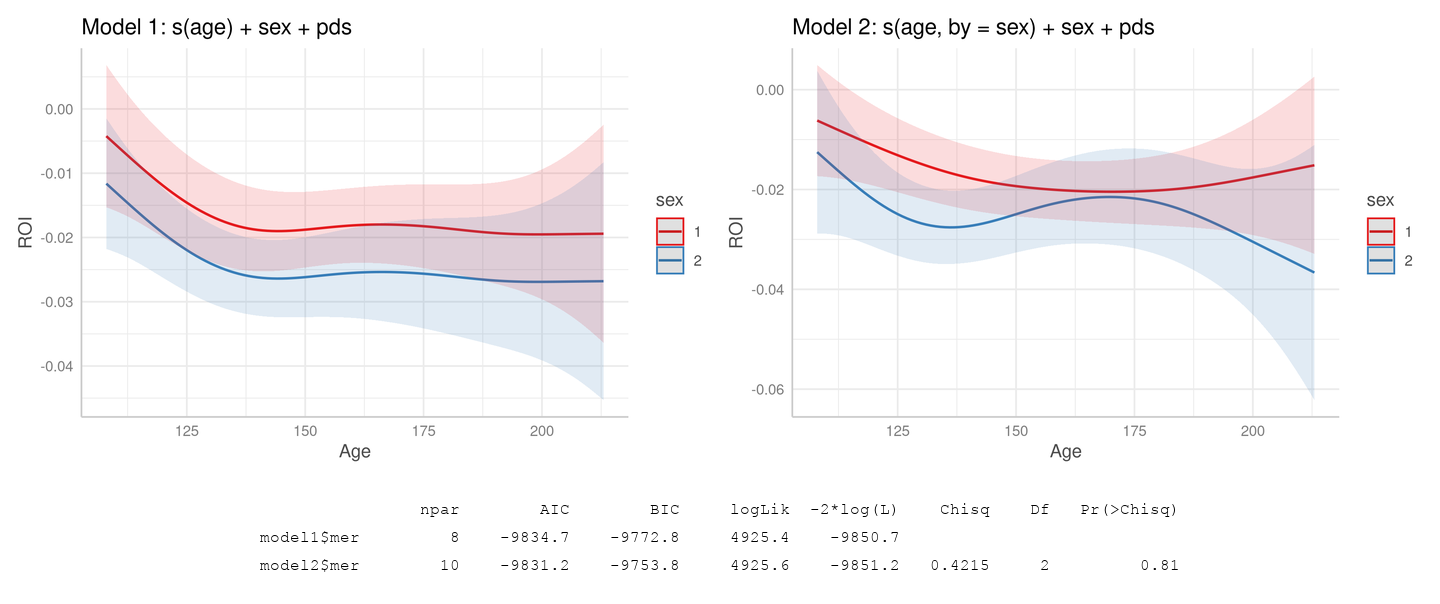 Model 1: s(age) + sex + pds
0.00
-0.01
-0.02
-0.03
-0.04
ROI
125 150 175 200
Age
sex
1
2
Model 2: s(age, by = sex) + sex + pds
0.00
-0.02
-0.04
-0.06
ROI
125 150 175 200
Age
sex
1
2
npar AIC BIC logLik -2*log(L) Chisq Df Pr(>Chisq)
model1$mer 8 -9834.7 -9772.8 4925.4 -9850.7
model2$mer 10 -9831.2 -9753.8 4925.6 -9851.2 0.4215 2 0.81